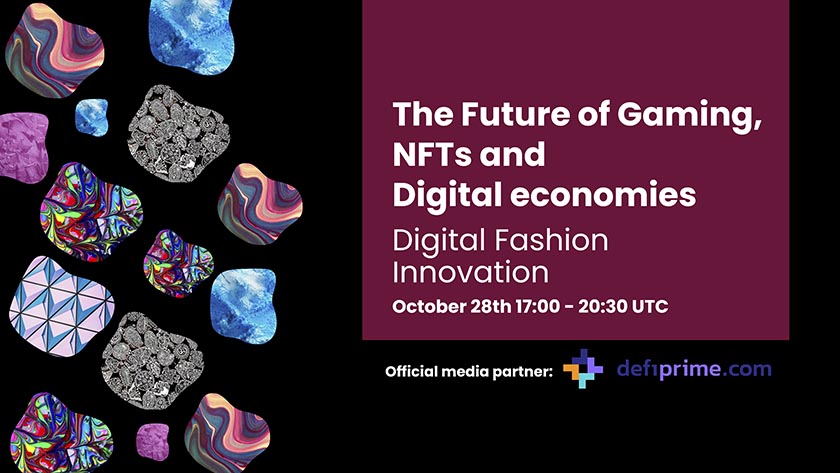 The Future of Gaming,
NFTs and
Digital economies
Digital Fashion
Innovation
October 28th 17:00 - 20:30 UTC
Official media partner: defiprime.com